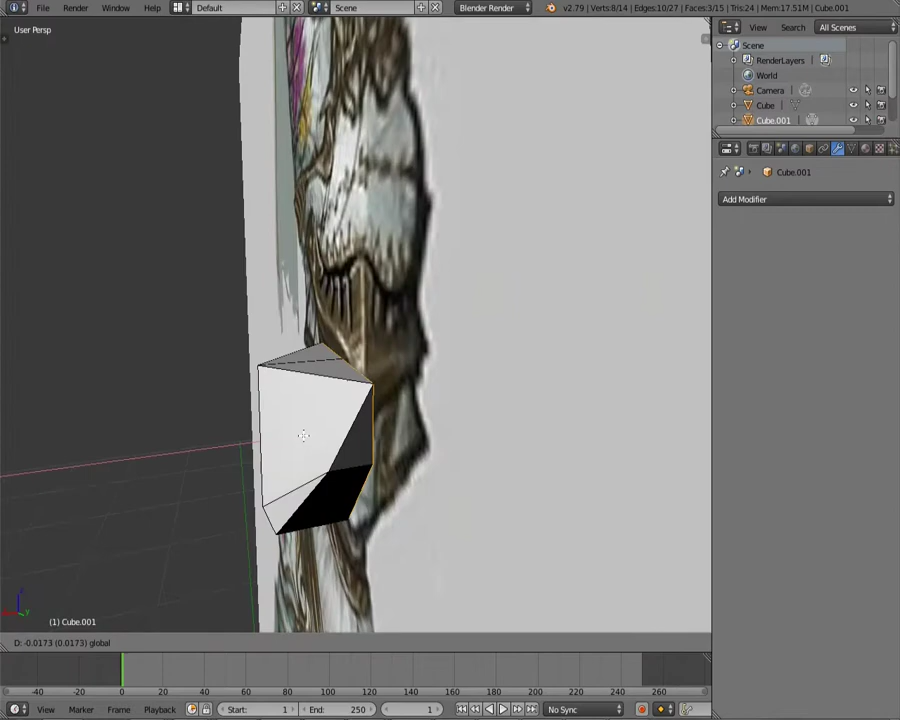 File Render Window Help Default Scene Blender Render v2.79 | Verts:8/14 | Edges:10/27 | Faces:3/15 | Tris:24 | Mem:17.51M | Cube.001
User Persp
View Search All Scenes
Scene
RenderLayers
World
Camera
Cube
Cube.001
Cube.001
Add Modifier
(1) Cube.001
D: -0.0173 (0.0173) global
-40 -20 0 20 40 60 80 100 120 140 160 180 200 220 240 260
View Marker Frame Playback Start: 1 End: 250 1 No Sync